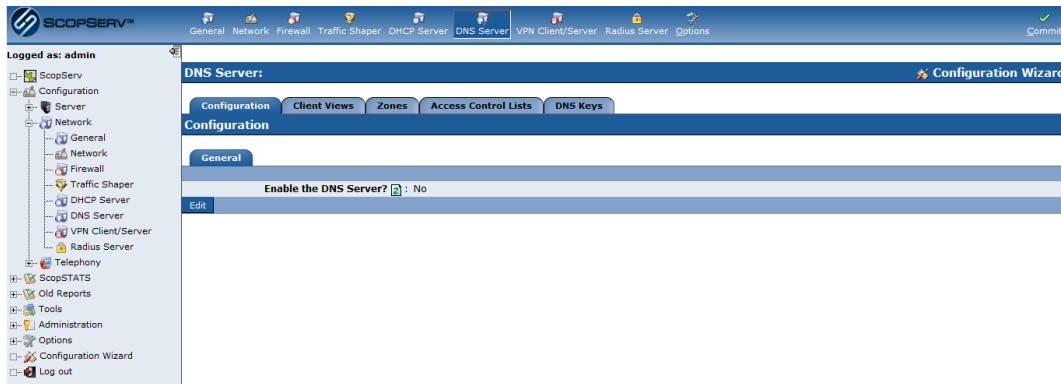 SCOPSERV™
General Network Firewall Traffic Shaper DHCP Server DNS Server VPN Client/Server Radius Server Options
Commit
Logged as: admin
ScopServ
Configuration
Server
Network
General
Network
Firewall
Traffic Shaper
DHCP Server
DNS Server
VPN Client/Server
Radius Server
Telephony
ScopSTATS
Old Reports
Tools
Administration
Options
Configuration Wizard
Log out
DNS Server:
Configuration Wizard
Configuration Client Views Zones Access Control Lists DNS Keys
Configuration
General
Enable the DNS Server? : No
Edit